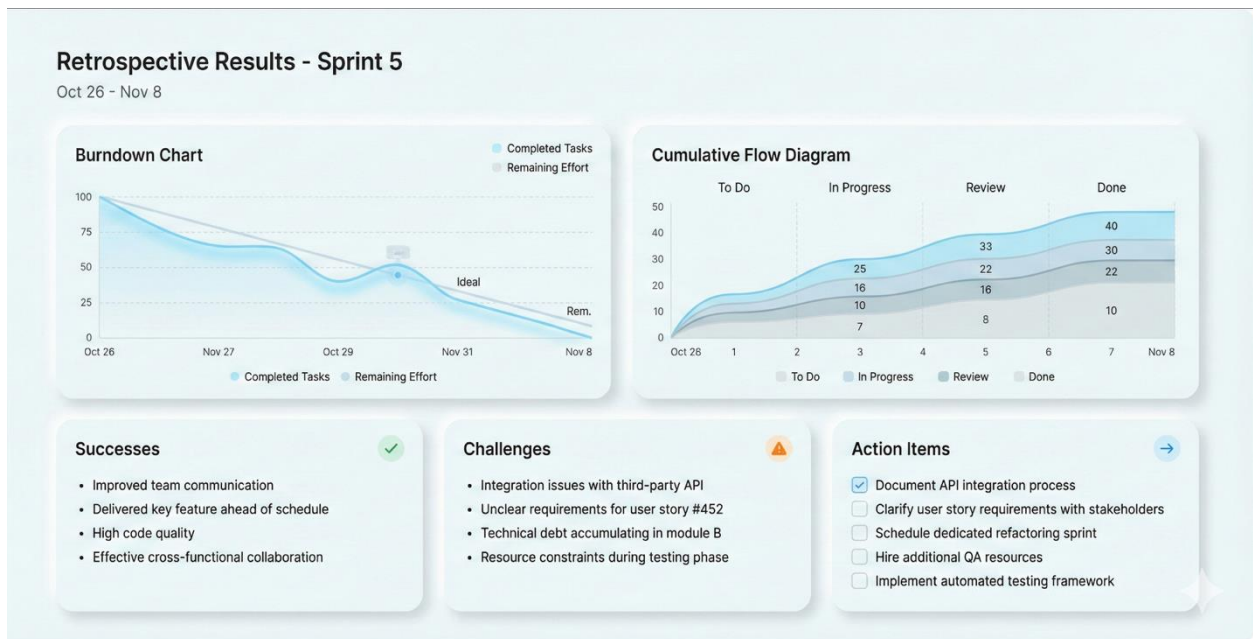 Retrospective Results - Sprint 5
Oct 26 - Nov 8
Burndown Chart
Completed Tasks
Remaining Effort
100
75
50
25
0
Ideal
Rem.
Oct 26
Nov 27
Oct 29
Nov 31
Nov 8
Completed Tasks
Remaining Effort
Cumulative Flow Diagram
To Do
In Progress
Review
Done
50
40
30
20
10
0
25
16
10
7
33
22
16
8
40
30
22
10
Oct 28
1
2
3
4
5
6
7
Nov 8
To Do
In Progress
Review
Done
Successes
• Improved team communication
• Delivered key feature ahead of schedule
• High code quality
• Effective cross-functional collaboration
Challenges
• Integration issues with third-party API
• Unclear requirements for user story #452
• Technical debt accumulating in module B
• Resource constraints during testing phase
Action Items
Document API integration process
Clarify user story requirements with stakeholders
Schedule dedicated refactoring sprint
Hire additional QA resources
Implement automated testing framework